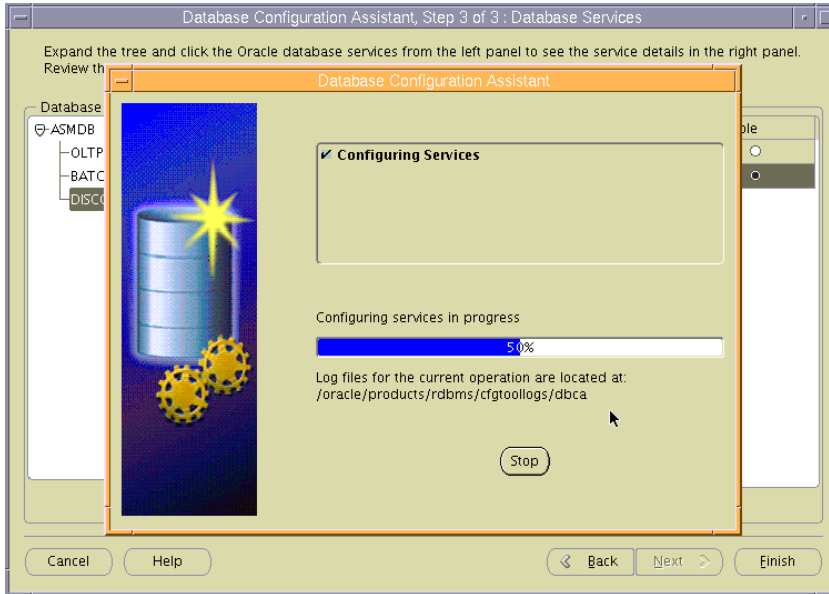 Database Configuration Assistant, Step 3 of 3 : Database Services
Expand the tree and click the Oracle database services from the left panel to see the service details in the right panel.
Review th
Database Configuration Assistant
Database
ASMDB
ble
OLTP
BATC
DISC
Configuring Services
Configuring services in progress
50%
Log files for the current operation are located at:
/oracle/products/rdbms/cfgtoollogs/dbca
Stop
Cancel
Help
Back
Next
Finish